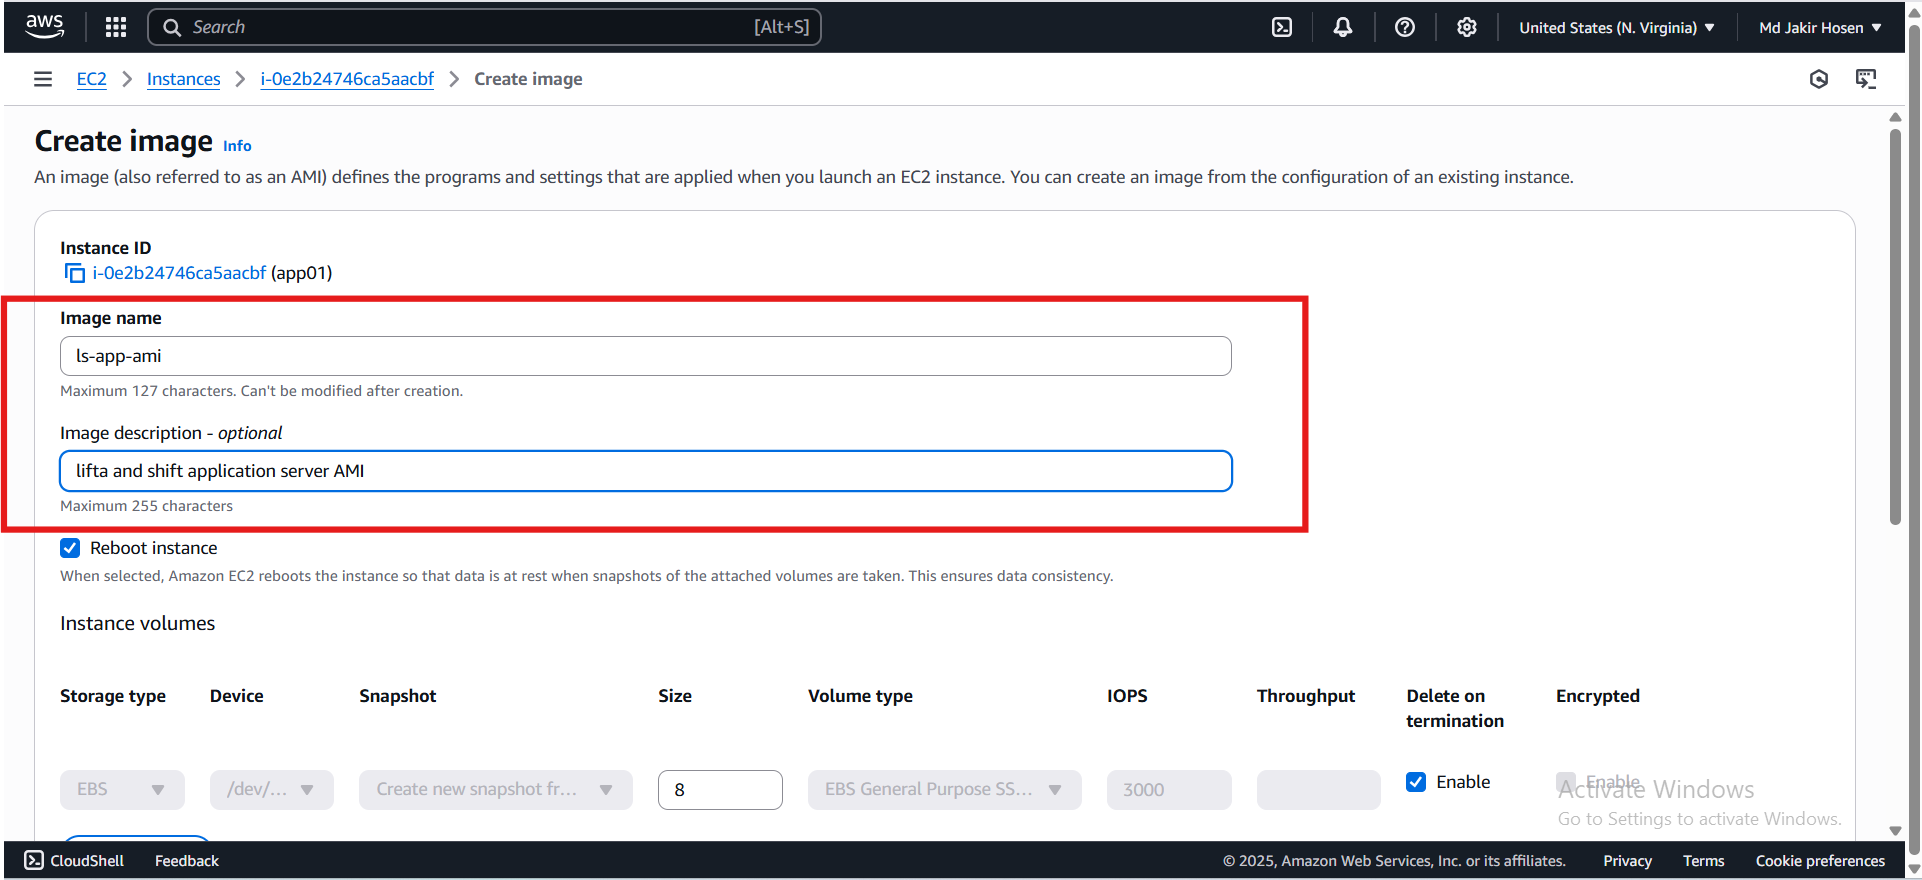 aws
Search [Alt+S]
United States (N. Virginia)
Md Jakir Hosen
EC2 > Instances > i-0e2b24746ca5aacbf > Create image
Create image Info
An image (also referred to as an AMI) defines the programs and settings that are applied when you launch an EC2 instance. You can create an image from the configuration of an existing instance.
Instance ID
i-0e2b24746ca5aacbf (app01)
Image name
ls-app-ami
Maximum 127 characters. Can't be modified after creation.
Image description - optional
lifta and shift application server AMI
Maximum 255 characters
Reboot instance
When selected, Amazon EC2 reboots the instance so that data is at rest when snapshots of the attached volumes are taken. This ensures data consistency.
Instance volumes
Storage type Device Snapshot Size Volume type IOPS Throughput Delete on termination Encrypted
EBS /dev/... Create new snapshot fr... 8 EBS General Purpose SS... 3000 Enable Enable
Activate Windows
Go to Settings to activate Windows.
CloudShell Feedback © 2025, Amazon Web Services, Inc. or its affiliates. Privacy Terms Cookie preferences